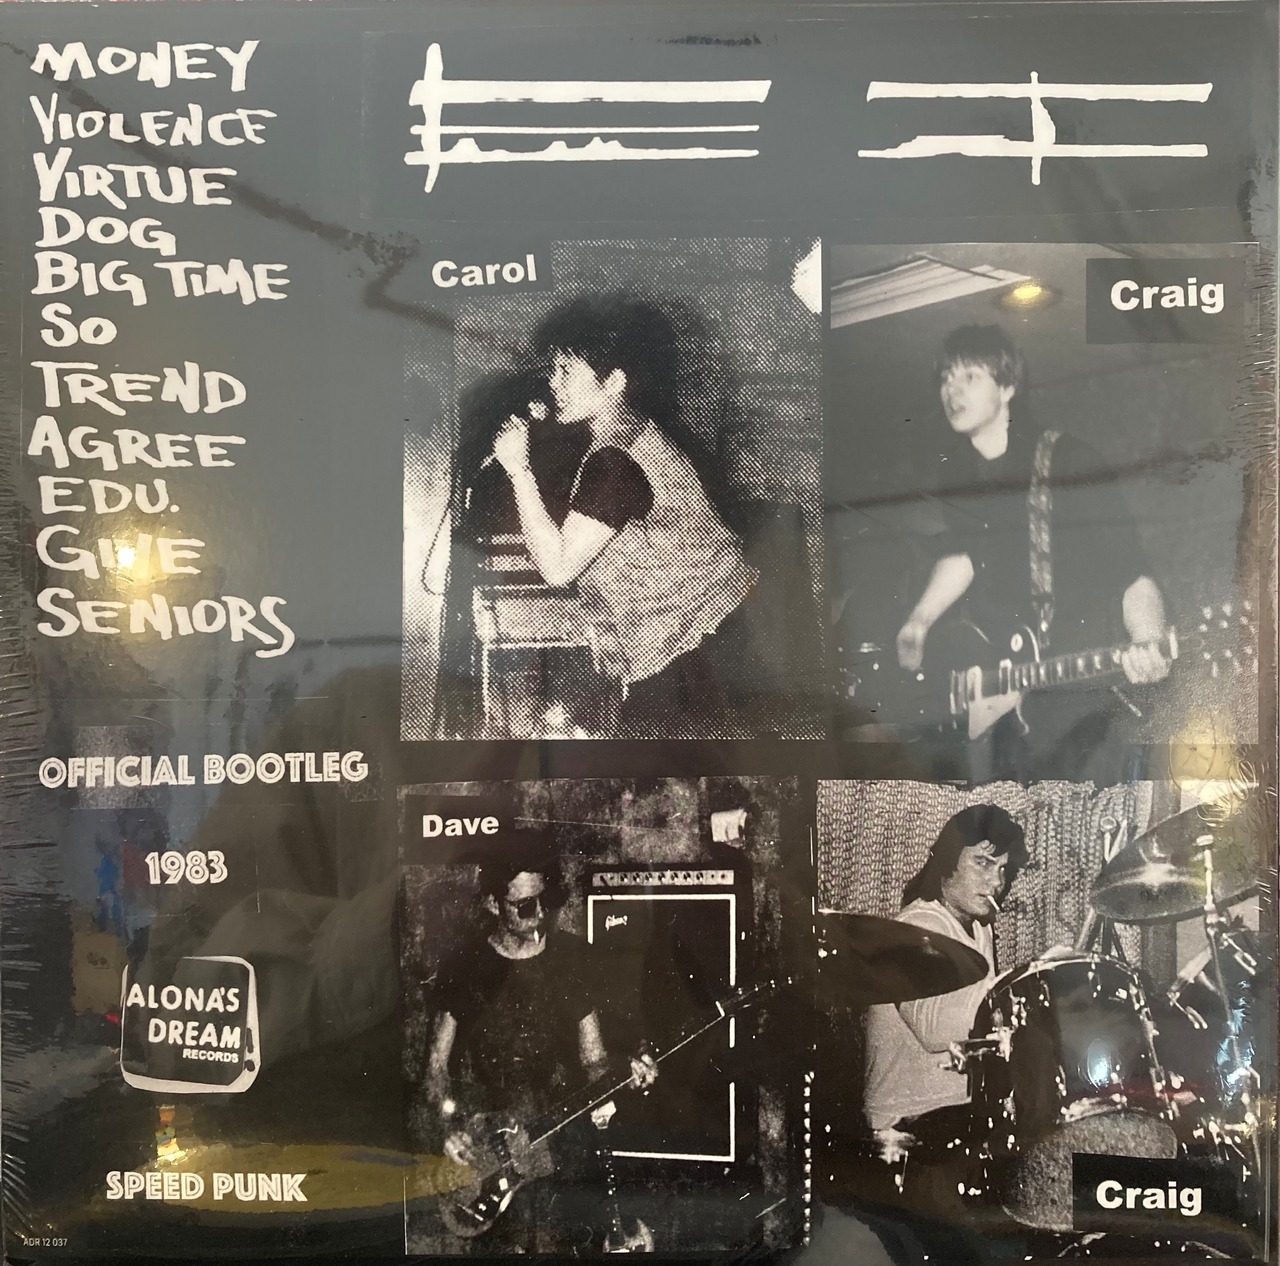 MONEY
VIOLENCE
VIRTUE
DOG
BIG TIME
SO
TREND
AGREE
EDU.
GIVE
SENIORS
OFFICIAL BOOTLEG
1983
ALONA'S
DREAM
RECORDS
SPEED PUNK
ADR 12 037
Carol
Craig
Dave
Gibson
Craig